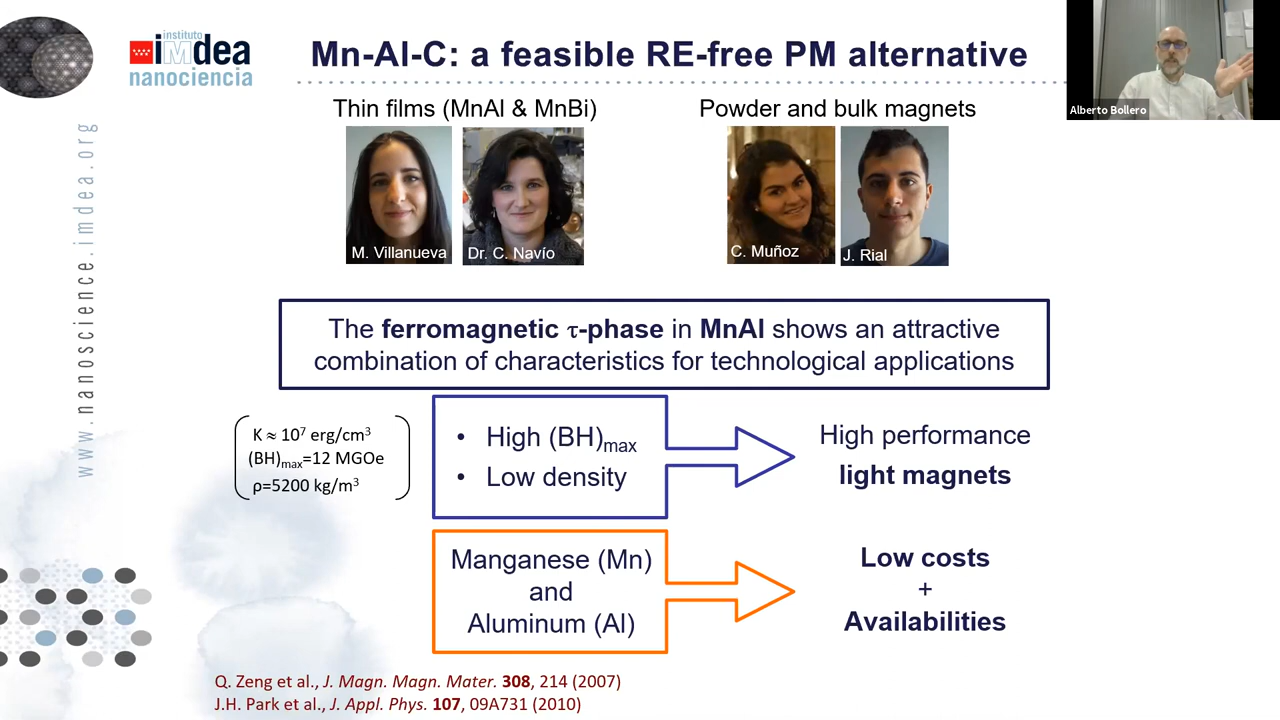 instituto
imdea
nanociencia
Mn-Al-C: a feasible RE-free PM alternative
Alberto Bollero
www.nanoscience.imdea.org
Thin films (MnAl & MnBi)
Powder and bulk magnets
M. Villanueva
Dr. C. Navío
C. Muñoz
J. Rial
The ferromagnetic τ-phase in MnAl shows an attractive
combination of characteristics for technological applications
K ≈ 10⁷ erg/cm³
(BH)max=12 MGOe
ρ=5200 kg/m³
• High (BH)max
• Low density
High performance
light magnets
Manganese (Mn)
and
Aluminum (Al)
Low costs
+
Availabilities
Q. Zeng et al., J. Magn. Magn. Mater. 308, 214 (2007)
J.H. Park et al., J. Appl. Phys. 107, 09A731 (2010)